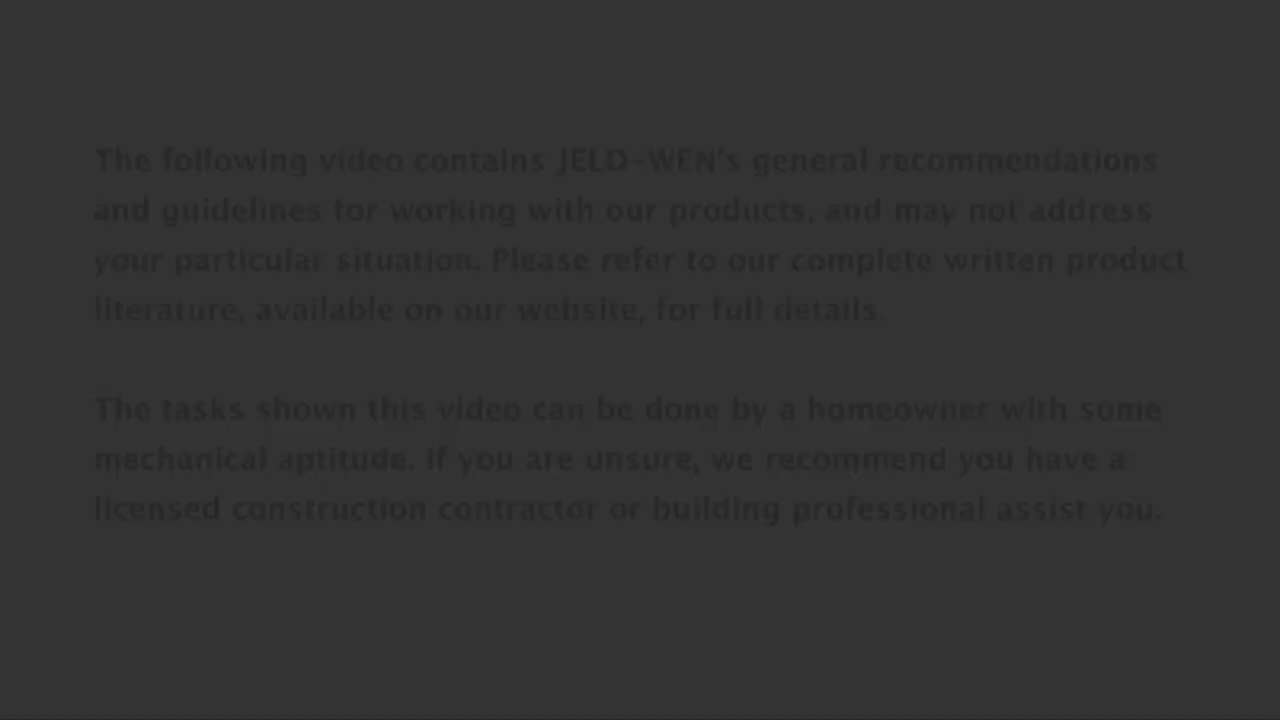 The following video contains JELD-WEN's general recommendations
and guidelines for working with our products, and may not address
your particular situation. Please refer to our complete written product
literature, available on our website, for full details.
The tasks shown this video can be done by a homeowner with some
mechanical aptitude. If you are unsure, we recommend you have a
licensed construction contractor or building professional assist you.